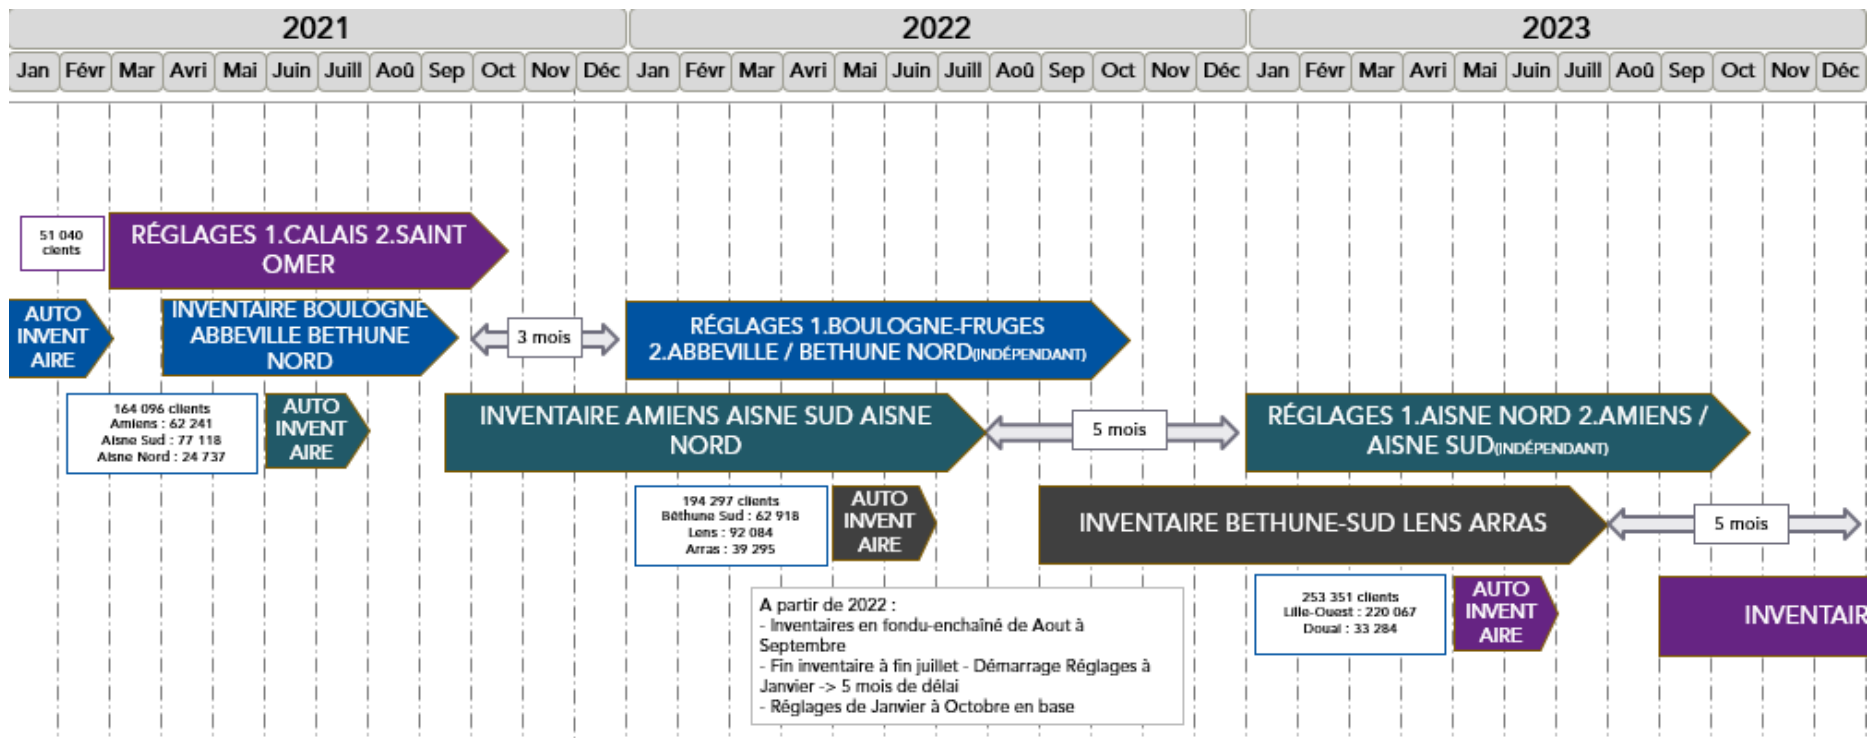 2021 2022 2023
Jan Févr Mar Avri Mai Juin Juill Aoû Sep Oct Nov Déc Jan Févr Mar Avri Mai Juin Juill Aoû Sep Oct Nov Déc Jan Févr Mar Avri Mai Juin Juill Aoû Sep Oct Nov Déc
51 040
cients
RÉGLAGES 1.CALAIS 2.SAINT
OMER
AUTO
INVENT
AIRE
INVENTAIRE BOULOGNE
ABBEVILLE BETHUNE
NORD
3 mois
RÉGLAGES 1.BOULOGNE-FRUGES
2.ABBEVILLE / BETHUNE NORD(INDÉPENDANT)
164 096 clients
Amiens : 62 241
Aisne Sud : 77 118
Aisne Nord : 24 737
AUTO
INVENT
AIRE
INVENTAIRE AMIENS AISNE SUD AISNE
NORD
5 mois
RÉGLAGES 1.AISNE NORD 2.AMIENS /
AISNE SUD(INDÉPENDANT)
194 297 clients
Béthune Sud : 62 918
Lens : 92 084
Arras : 39 295
AUTO
INVENT
AIRE
INVENTAIRE BETHUNE-SUD LENS ARRAS
5 mois
A partir de 2022 :
- Inventaires en fondu-enchaîné de Aout à
Septembre
- Fin inventaire à fin juillet - Démarrage Réglages à
Janvier -> 5 mois de délai
- Réglages de Janvier à Octobre en base
253 351 clients
Lille-Ouest : 220 067
Douai : 33 284
AUTO
INVENT
AIRE
INVENTAIR